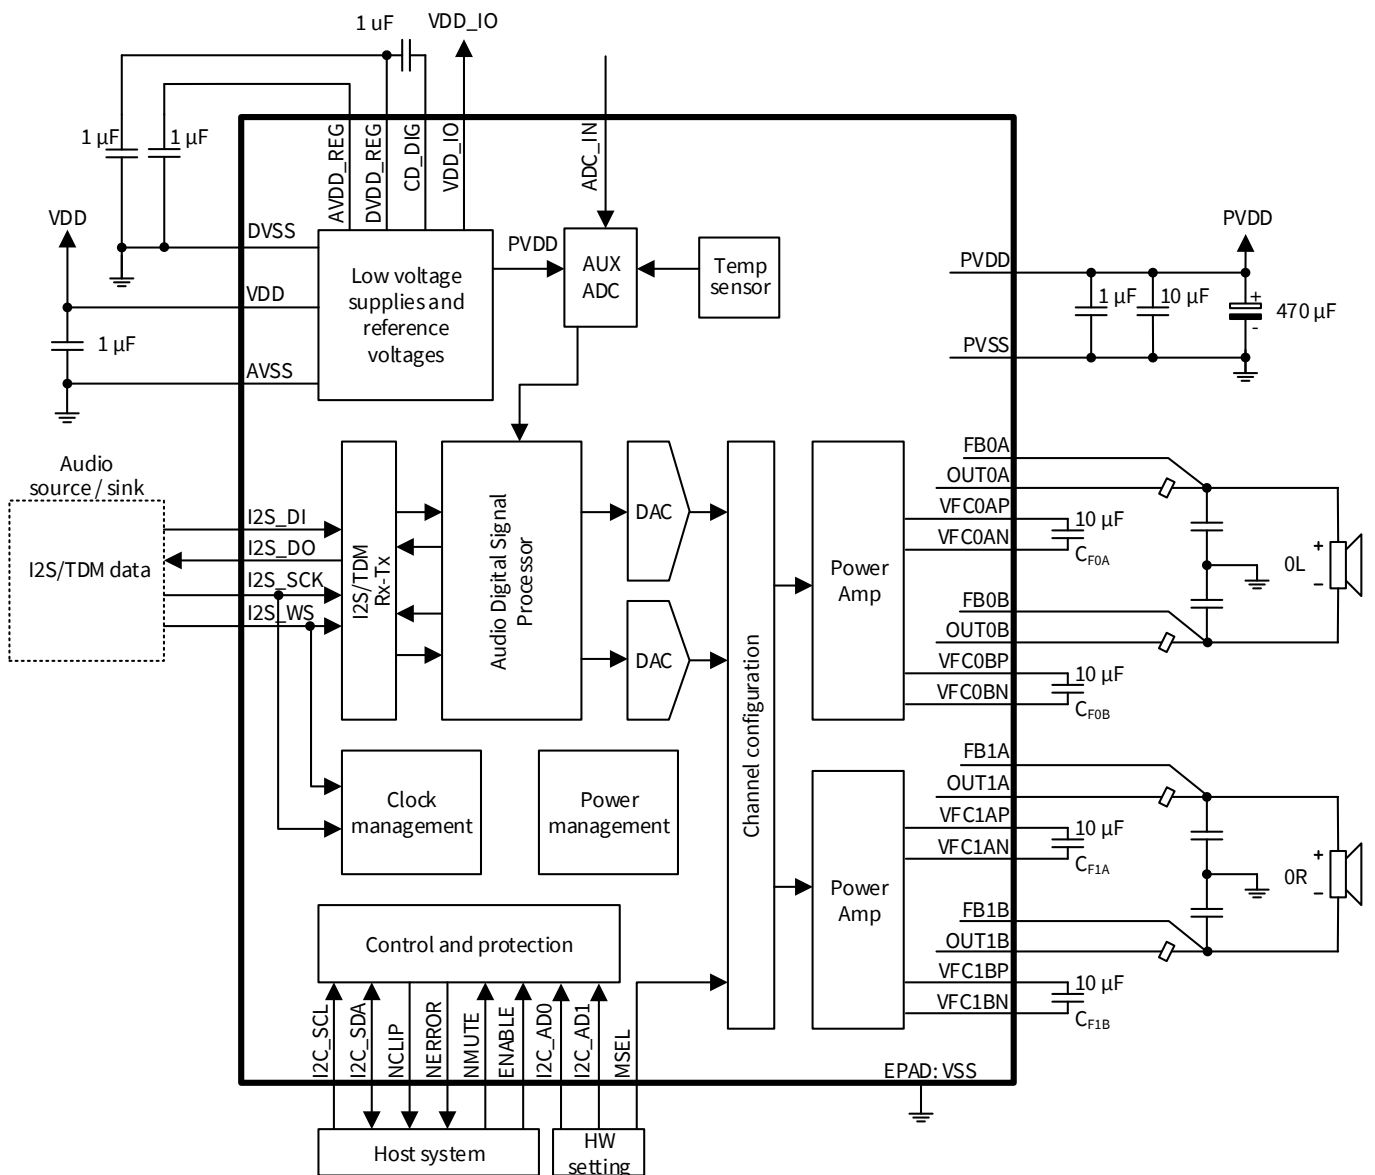 1 uF
VDD_IO
1 µF
1 µF
AVDD_REG
DVDD_REG
CD_DIG
VDD_IO
ADC_IN
VDD
DVSS
VDD
1 µF
AVSS
Low voltage
supplies and
reference
voltages
PVDD
AUX
ADC
Temp
sensor
PVDD
PVDD
1 µF
10 µF
+
-
470 µF
PVSS
Audio
source / sink
I2S/TDM data
I2S_DI
I2S_DO
I2S_SCK
I2S_WS
I2S/TDM
Rx-Tx
Audio Digital Signal
Processor
DAC
DAC
Channel configuration
Power
Amp
Power
Amp
FB0A
OUT0A
VFC0AP
VFC0AN
10 µF
CF0A
FB0B
OUT0B
VFC0BP
VFC0BN
10 µF
CF0B
0L
+
−
FB1A
OUT1A
VFC1AP
VFC1AN
10 µF
CF1A
FB1B
OUT1B
VFC1BP
VFC1BN
10 µF
CF1B
0R
+
−
Clock
management
Power
management
Control and protection
I2C_SCL
I2C_SDA
NCLIP
NERROR
NMUTE
ENABLE
I2C_AD0
I2C_AD1
MSEL
EPAD: VSS
Host system
HW
setting